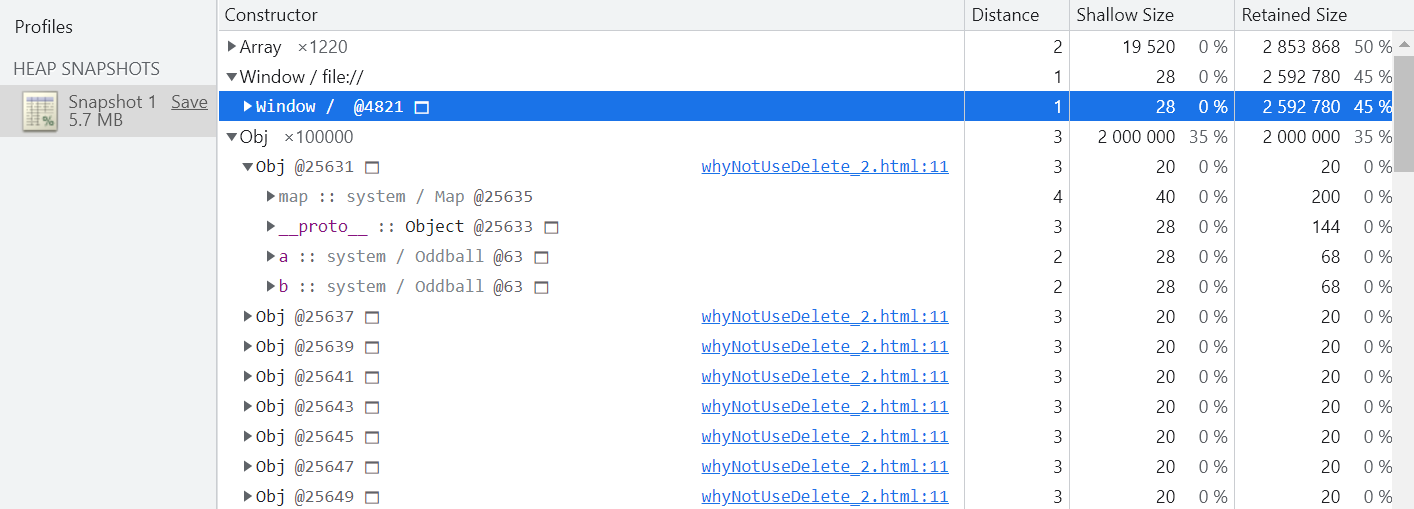 Profiles
HEAP SNAPSHOTS
Snapshot 1 Save
5.7 MB
Constructor Distance Shallow Size Retained Size
Array ×1220 2 19 520 0 % 2 853 868 50 %
Window / file:// 1 28 0 % 2 592 780 45 %
Window / @4821 1 28 0 % 2 592 780 45 %
Obj ×100000 3 2 000 000 35 % 2 000 000 35 %
Obj @25631 whyNotUseDelete_2.html:11 3 20 0 % 20 0 %
map :: system / Map @25635 4 40 0 % 200 0 %
__proto__ :: Object @25633 3 28 0 % 144 0 %
a :: system / Oddball @63 2 28 0 % 68 0 %
b :: system / Oddball @63 2 28 0 % 68 0 %
Obj @25637 whyNotUseDelete_2.html:11 3 20 0 % 20 0 %
Obj @25639 whyNotUseDelete_2.html:11 3 20 0 % 20 0 %
Obj @25641 whyNotUseDelete_2.html:11 3 20 0 % 20 0 %
Obj @25643 whyNotUseDelete_2.html:11 3 20 0 % 20 0 %
Obj @25645 whyNotUseDelete_2.html:11 3 20 0 % 20 0 %
Obj @25647 whyNotUseDelete_2.html:11 3 20 0 % 20 0 %
Obj @25649 whyNotUseDelete_2.html:11 3 20 0 % 20 0 %